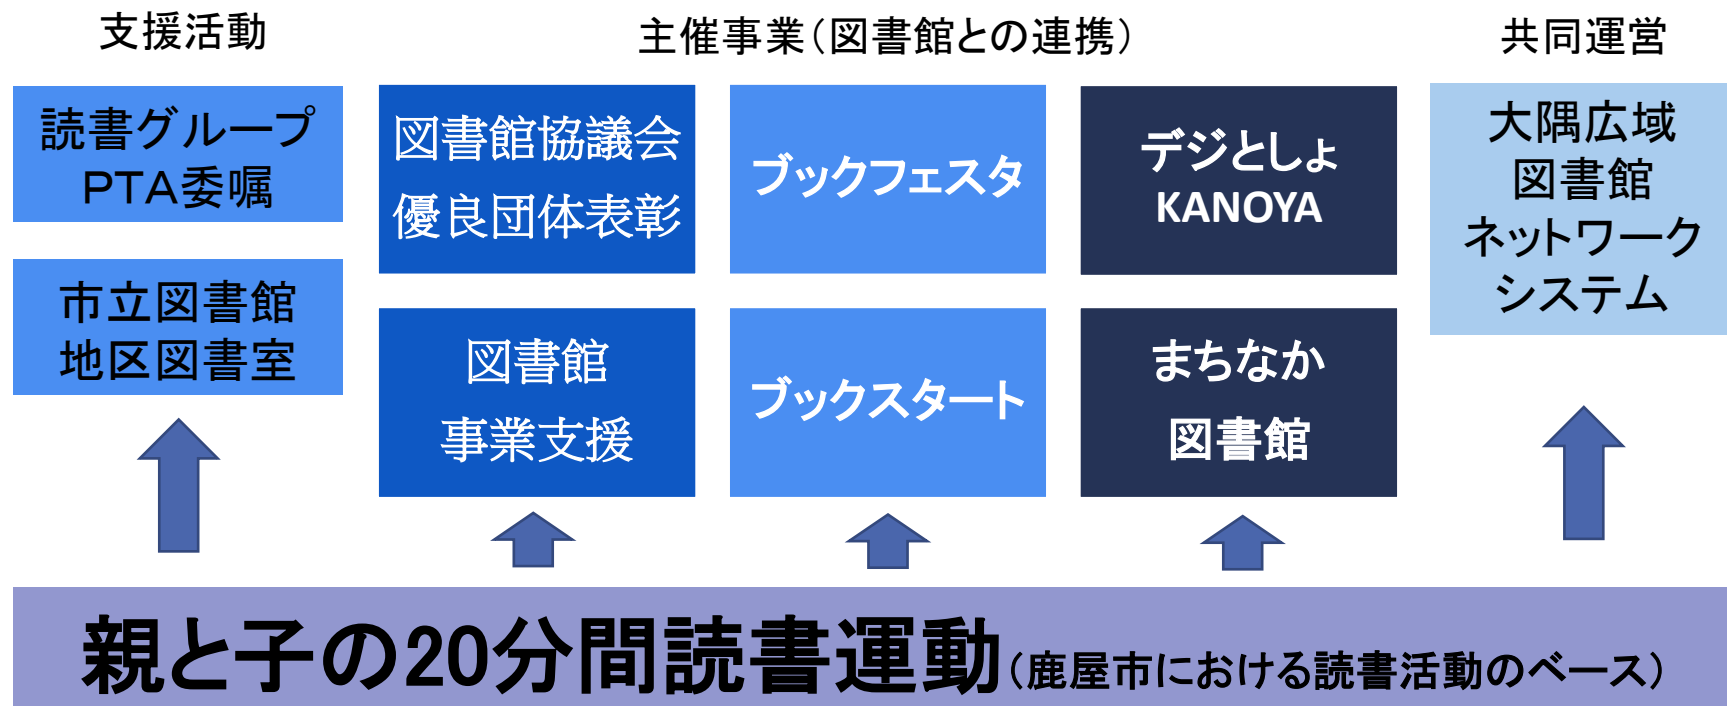 支援活動
主催事業（図書館との連携）
共同運営
読書グループ
PTA委嘱
市立図書館
地区図書室
図書館協議会
優良団体表彰
ブックフェスタ
デジとしょ
KANOYA
図書館
事業支援
ブックスタート
まちなか
図書館
大隅広域
図書館
ネットワーク
システム
親と子の20分間読書運動（鹿屋市における読書活動のベース）